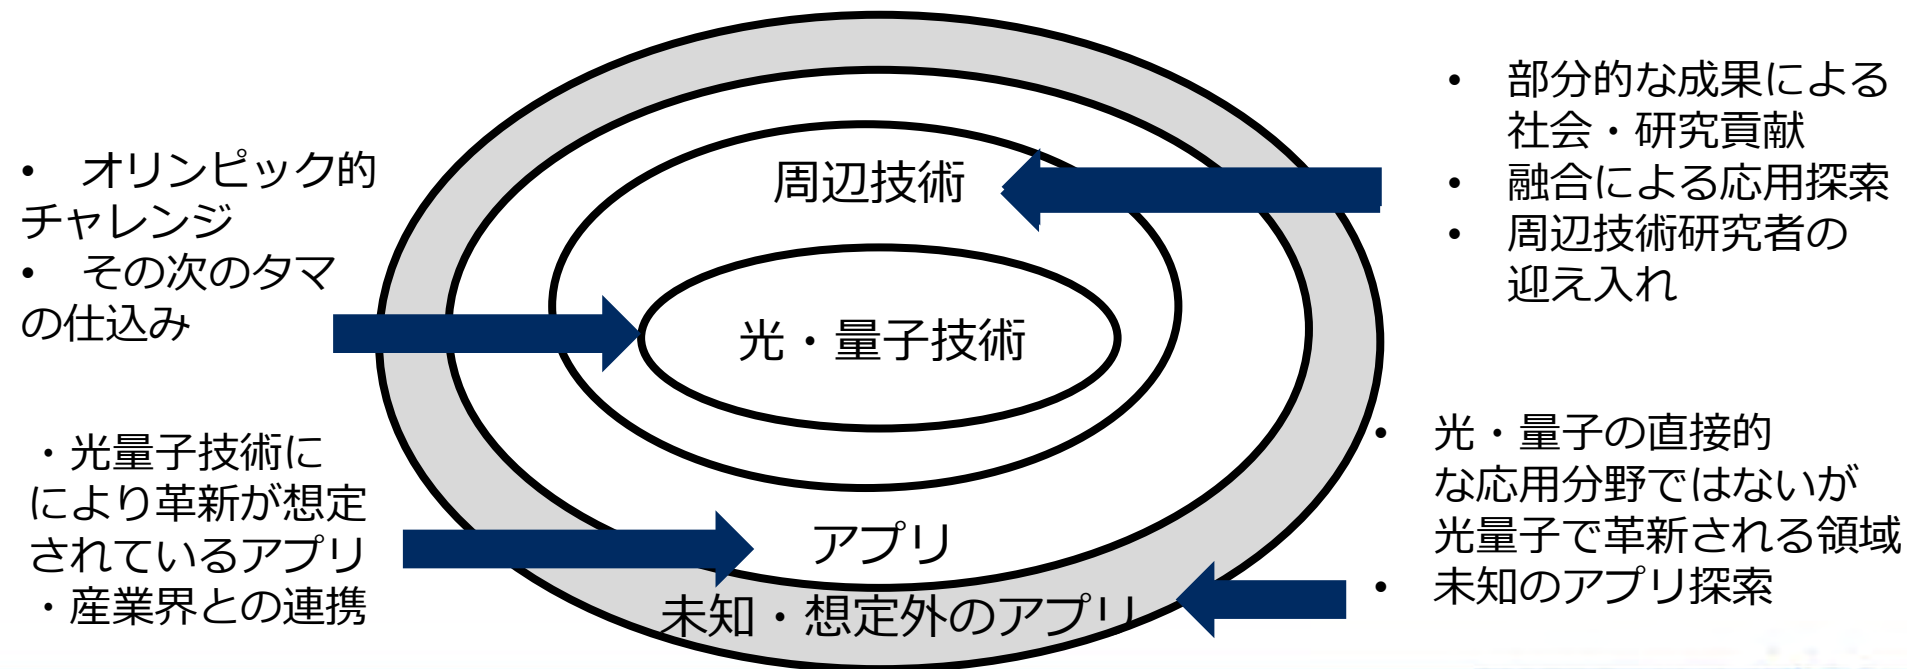 • オリンピック的
チャレンジ
• その次のタマ
の仕込み
・光量子技術に
により革新が想定
されているアプリ
・産業界との連携
周辺技術
光・量子技術
アプリ
未知・想定外のアプリ
• 部分的な成果による
社会・研究貢献
• 融合による応用探索
• 周辺技術研究者の
迎え入れ
• 光・量子の直接的
な応用分野ではないが
光量子で革新される領域
• 未知のアプリ探索